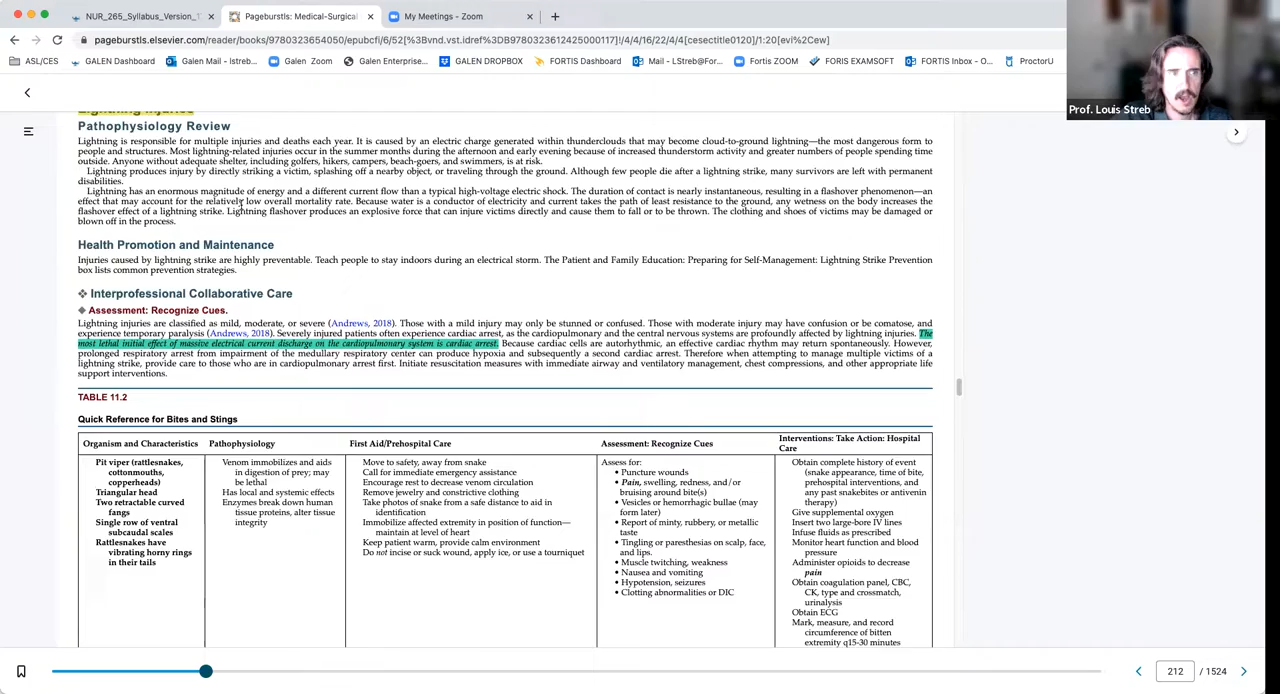 NUR_265_Syllabus_Version_
Pageburstls: Medical-Surgical
My Meetings - Zoom
pageburstls.elsevier.com/reader/books/9780323654050/epubcfi/6/52[%3Bvnd.vst.idref%3DB9780323612425000117]!/4/4/16/22/4/4[cesectitle0120]/1:20[evi%2Cew]
ASL/CES
GALEN Dashboard
Galen Mail - lstreb...
Galen Zoom
Galen Enterprise...
GALEN DROPBOX
FORTIS Dashboard
Mail - LStreb@For...
Fortis ZOOM
FORIS EXAMSOFT
FORTIS Inbox - O...
ProctorU
Prof. Louis Streb
Lightning Injuries
Pathophysiology Review
Lightning is responsible for multiple injuries and deaths each year. It is caused by an electric charge generated within thunderclouds that may become cloud-to-ground lightning—the most dangerous form to
people and structures. Most lightning-related injuries occur in the summer months during the afternoon and early evening because of increased thunderstorm activity and greater numbers of people spending time
outside. Anyone without adequate shelter, including golfers, hikers, campers, beach-goers, and swimmers, is at risk.
Lightning produces injury by directly striking a victim, splashing off a nearby object, or traveling through the ground. Although few people die after a lightning strike, many survivors are left with permanent
disabilities.
Lightning has an enormous magnitude of energy and a different current flow than a typical high-voltage electric shock. The duration of contact is nearly instantaneous, resulting in a flashover phenomenon—an
effect that may account for the relatively low overall mortality rate. Because water is a conductor of electricity and current takes the path of least resistance to the ground, any wetness on the body increases the
flashover effect of a lightning strike. Lightning flashover produces an explosive force that can injure victims directly and cause them to fall or to be thrown. The clothing and shoes of victims may be damaged or
blown off in the process.
Health Promotion and Maintenance
Injuries caused by lightning strike are highly preventable. Teach people to stay indoors during an electrical storm. The Patient and Family Education: Preparing for Self-Management: Lightning Strike Prevention
box lists common prevention strategies.
❖ Interprofessional Collaborative Care
◆ Assessment: Recognize Cues.
Lightning injuries are classified as mild, moderate, or severe (Andrews, 2018). Those with a mild injury may only be stunned or confused. Those with moderate injury may have confusion or be comatose, and
experience temporary paralysis (Andrews, 2018). Severely injured patients often experience cardiac arrest, as the cardiopulmonary and the central nervous systems are profoundly affected by lightning injuries. The
most lethal initial effect of massive electrical current discharge on the cardiopulmonary system is cardiac arrest. Because cardiac cells are autorhythmic, an effective cardiac rhythm may return spontaneously. However,
prolonged respiratory arrest from impairment of the medullary respiratory center can produce hypoxia and subsequently a second cardiac arrest. Therefore when attempting to manage multiple victims of a
lightning strike, provide care to those who are in cardiopulmonary arrest first. Initiate resuscitation measures with immediate airway and ventilatory management, chest compressions, and other appropriate life
support interventions.
TABLE 11.2
Quick Reference for Bites and Stings
Organism and Characteristics
Pathophysiology
First Aid/Prehospital Care
Assessment: Recognize Cues
Interventions: Take Action: Hospital
Care
Pit viper (rattlesnakes,
cottonmouths,
copperheads)
Triangular head
Two retractable curved
fangs
Single row of ventral
subcaudal scales
Rattlesnakes have
vibrating horny rings
in their tails
Venom immobilizes and aids
in digestion of prey; may
be lethal
Has local and systemic effects
Enzymes break down human
tissue proteins, alter tissue
integrity
Move to safety, away from snake
Call for immediate emergency assistance
Encourage rest to decrease venom circulation
Remove jewelry and constrictive clothing
Take photos of snake from a safe distance to aid in
identification
Immobilize affected extremity in position of function—
maintain at level of heart
Keep patient warm, provide calm environment
Do not incise or suck wound, apply ice, or use a tourniquet
Assess for:
• Puncture wounds
• Pain, swelling, redness, and/or
bruising around bite(s)
• Vesicles or hemorrhagic bullae (may
form later)
• Report of minty, rubbery, or metallic
taste
• Tingling or paresthesias on scalp, face,
and lips.
• Muscle twitching, weakness
• Nausea and vomiting
• Hypotension, seizures
• Clotting abnormalities or DIC
Obtain complete history of event
(snake appearance, time of bite,
prehospital interventions, and
any past snakebites or antivenin
therapy)
Give supplemental oxygen
Insert two large-bore IV lines
Infuse fluids as prescribed
Monitor heart function and blood
pressure
Administer opioids to decrease
pain
Obtain coagulation panel, CBC,
CK, type and crossmatch,
urinalysis
Obtain ECG
Mark, measure, and record
circumference of bitten
extremity q15-30 minutes
212 / 1524